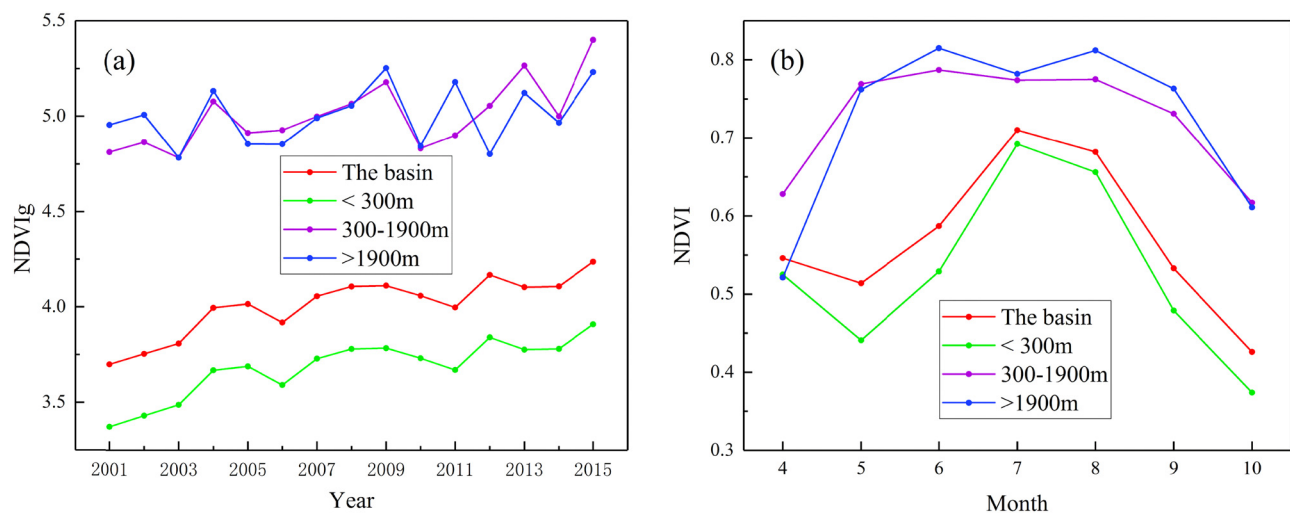 (a)
NDVIg
5.5
5.0
4.5
4.0
3.5
The basin
< 300m
300-1900m
>1900m
2001 2003 2005 2007 2009 2011 2013 2015
Year
(b)
NDVI
0.8
0.7
0.6
0.5
0.4
0.3
The basin
< 300m
300-1900m
>1900m
4 5 6 7 8 9 10
Month